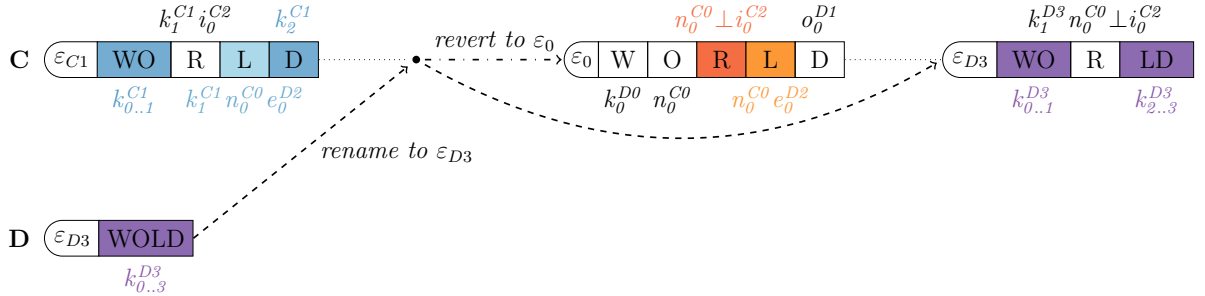 k_1^{C1} i_0^{C2} k_2^{C1} n_0^{C0} ⊥ i_0^{C2} o_0^{D1} k_1^{D3} n_0^{C0} ⊥ i_0^{C2}
C ε_{C1} WO R L D revert to ε_0 ε_0 W O R L D ε_{D3} WO R LD
k_{0..1}^{C1} k_1^{C1} n_0^{C0} e_0^{D2} k_0^{D0} n_0^{C0} n_0^{C0} e_0^{D2} k_{0..1}^{D3} k_{2..3}^{D3}
rename to ε_{D3}
D ε_{D3} WOLD
k_{0..3}^{D3}